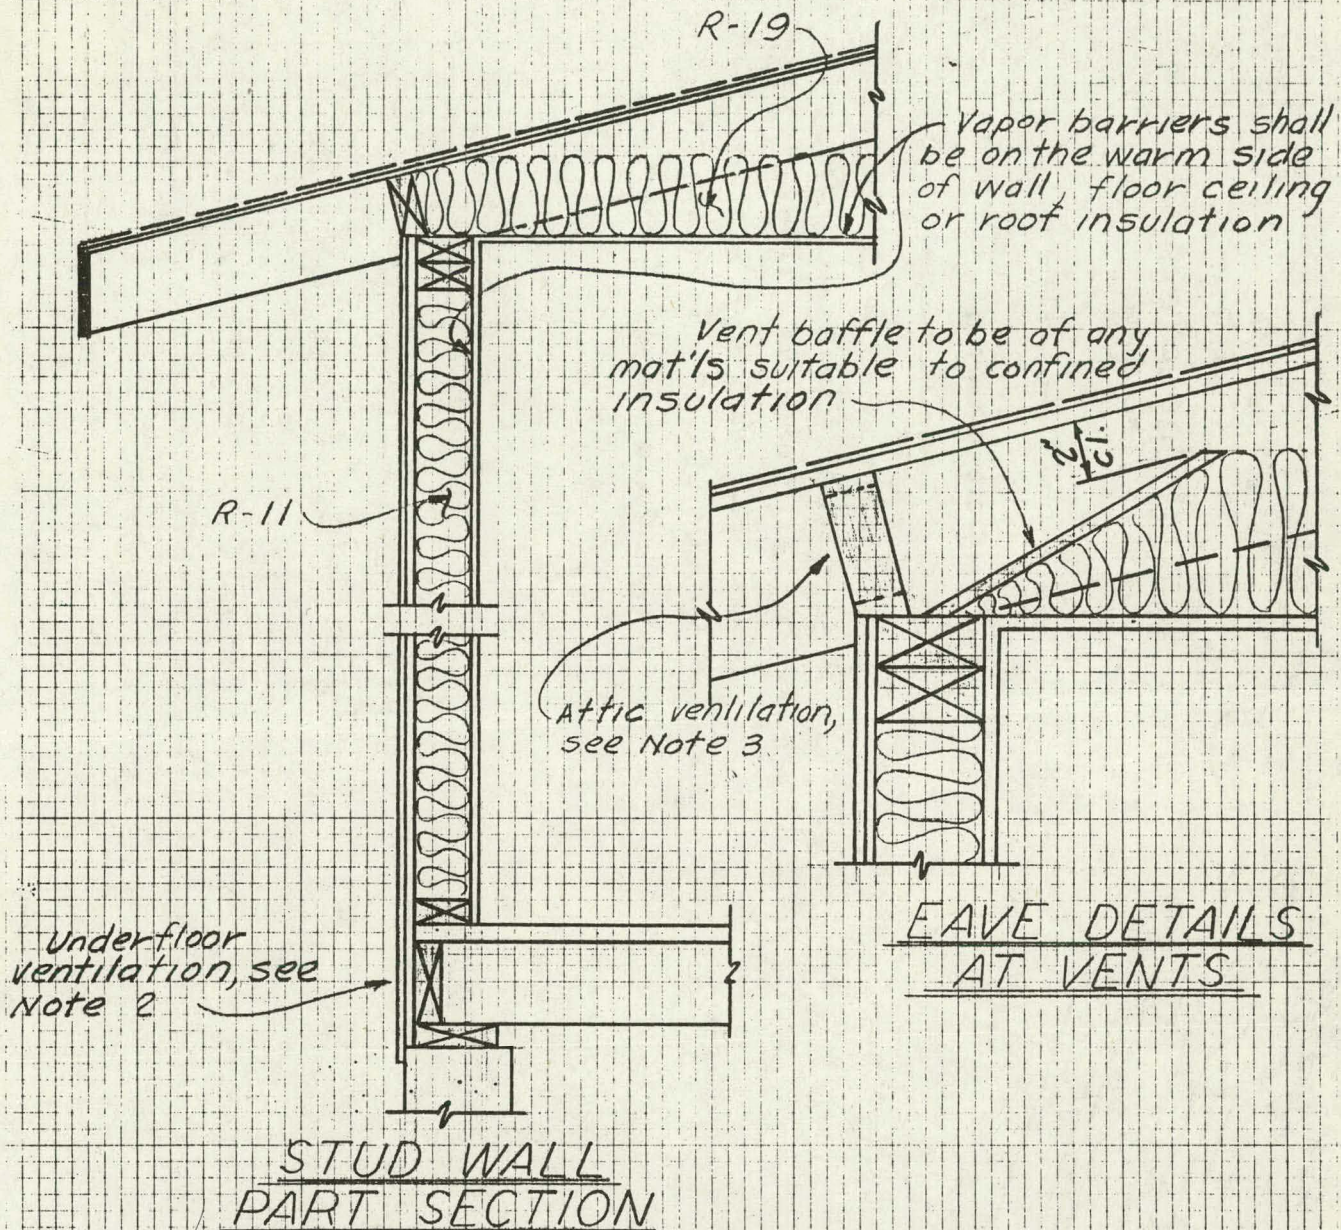 R-19
Vapor barriers shall
be on the warm side
of wall, floor ceiling
or roof insulation
Vent baffle to be of any
mat'ls suitable to confined
insulation
2"
cl.
R-11
Attic ventilation,
see Note 3
Underfloor
ventilation, see
Note 2
EAVE DETAILS
AT VENTS
STUD WALL
PART SECTION